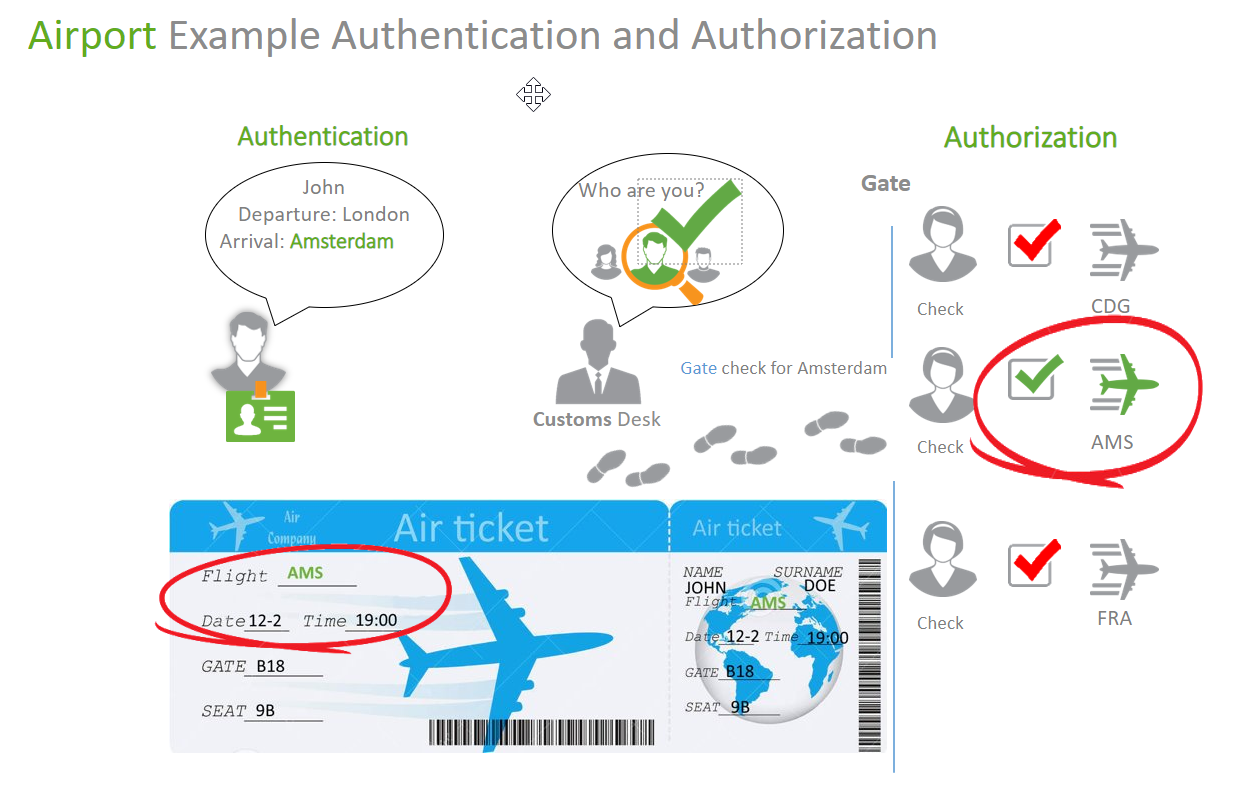 Airport Example Authentication and Authorization
Authentication
John
Departure: London
Arrival: Amsterdam
Who are you?
Customs Desk
Authorization
Gate
Check
CDG
Gate check for Amsterdam
Check
AMS
Check
FRA
Air Company
Air ticket
Flight AMS
Date 12-2 Time 19:00
GATE B18
SEAT 9B
Air ticket
NAME SURNAME
JOHN DOE
Flight AMS
Date 12-2 Time 19:00
GATE B18
SEAT 9B